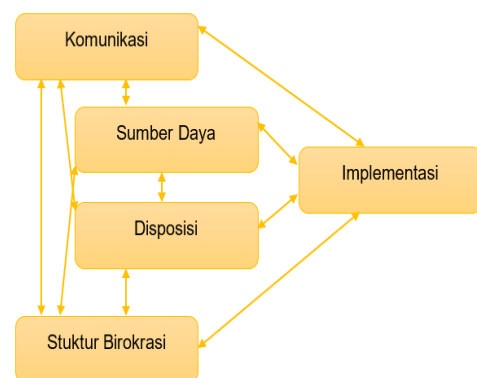 Komunikasi
Sumber Daya
Implementasi
Disposisi
Stuktur Birokrasi